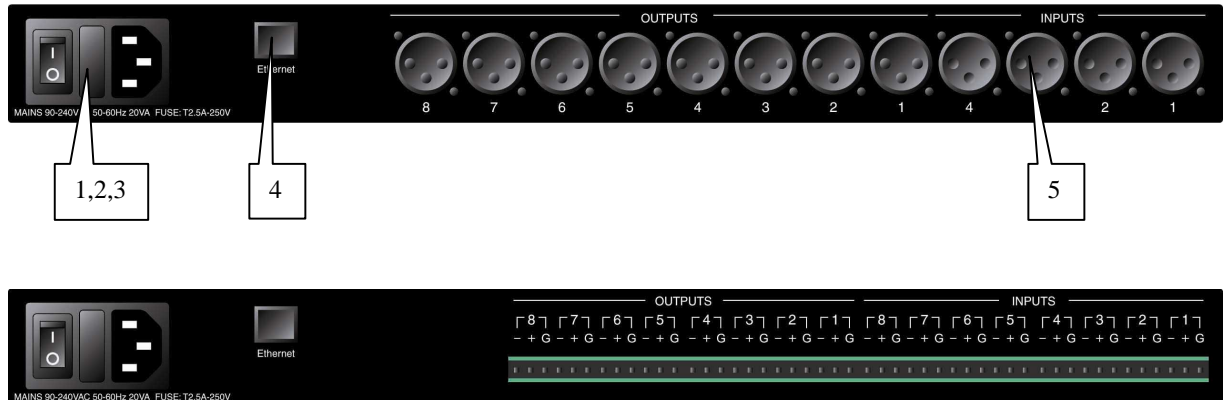 OUTPUTS INPUTS
Ethernet
8 7 6 5 4 3 2 1 4 2 1
MAINS 90-240V 50-60Hz 20VA FUSE: T2.5A-250V
1,2,3 4 5
OUTPUTS INPUTS
8 7 6 5 4 3 2 1 8 7 6 5 4 3 2 1
- + G - + G - + G - + G - + G - + G - + G - + G - + G - + G - + G - + G - + G - + G - + G - + G
Ethernet
MAINS 90-240VAC 50-60Hz 20VA FUSE: T2.5A-250V